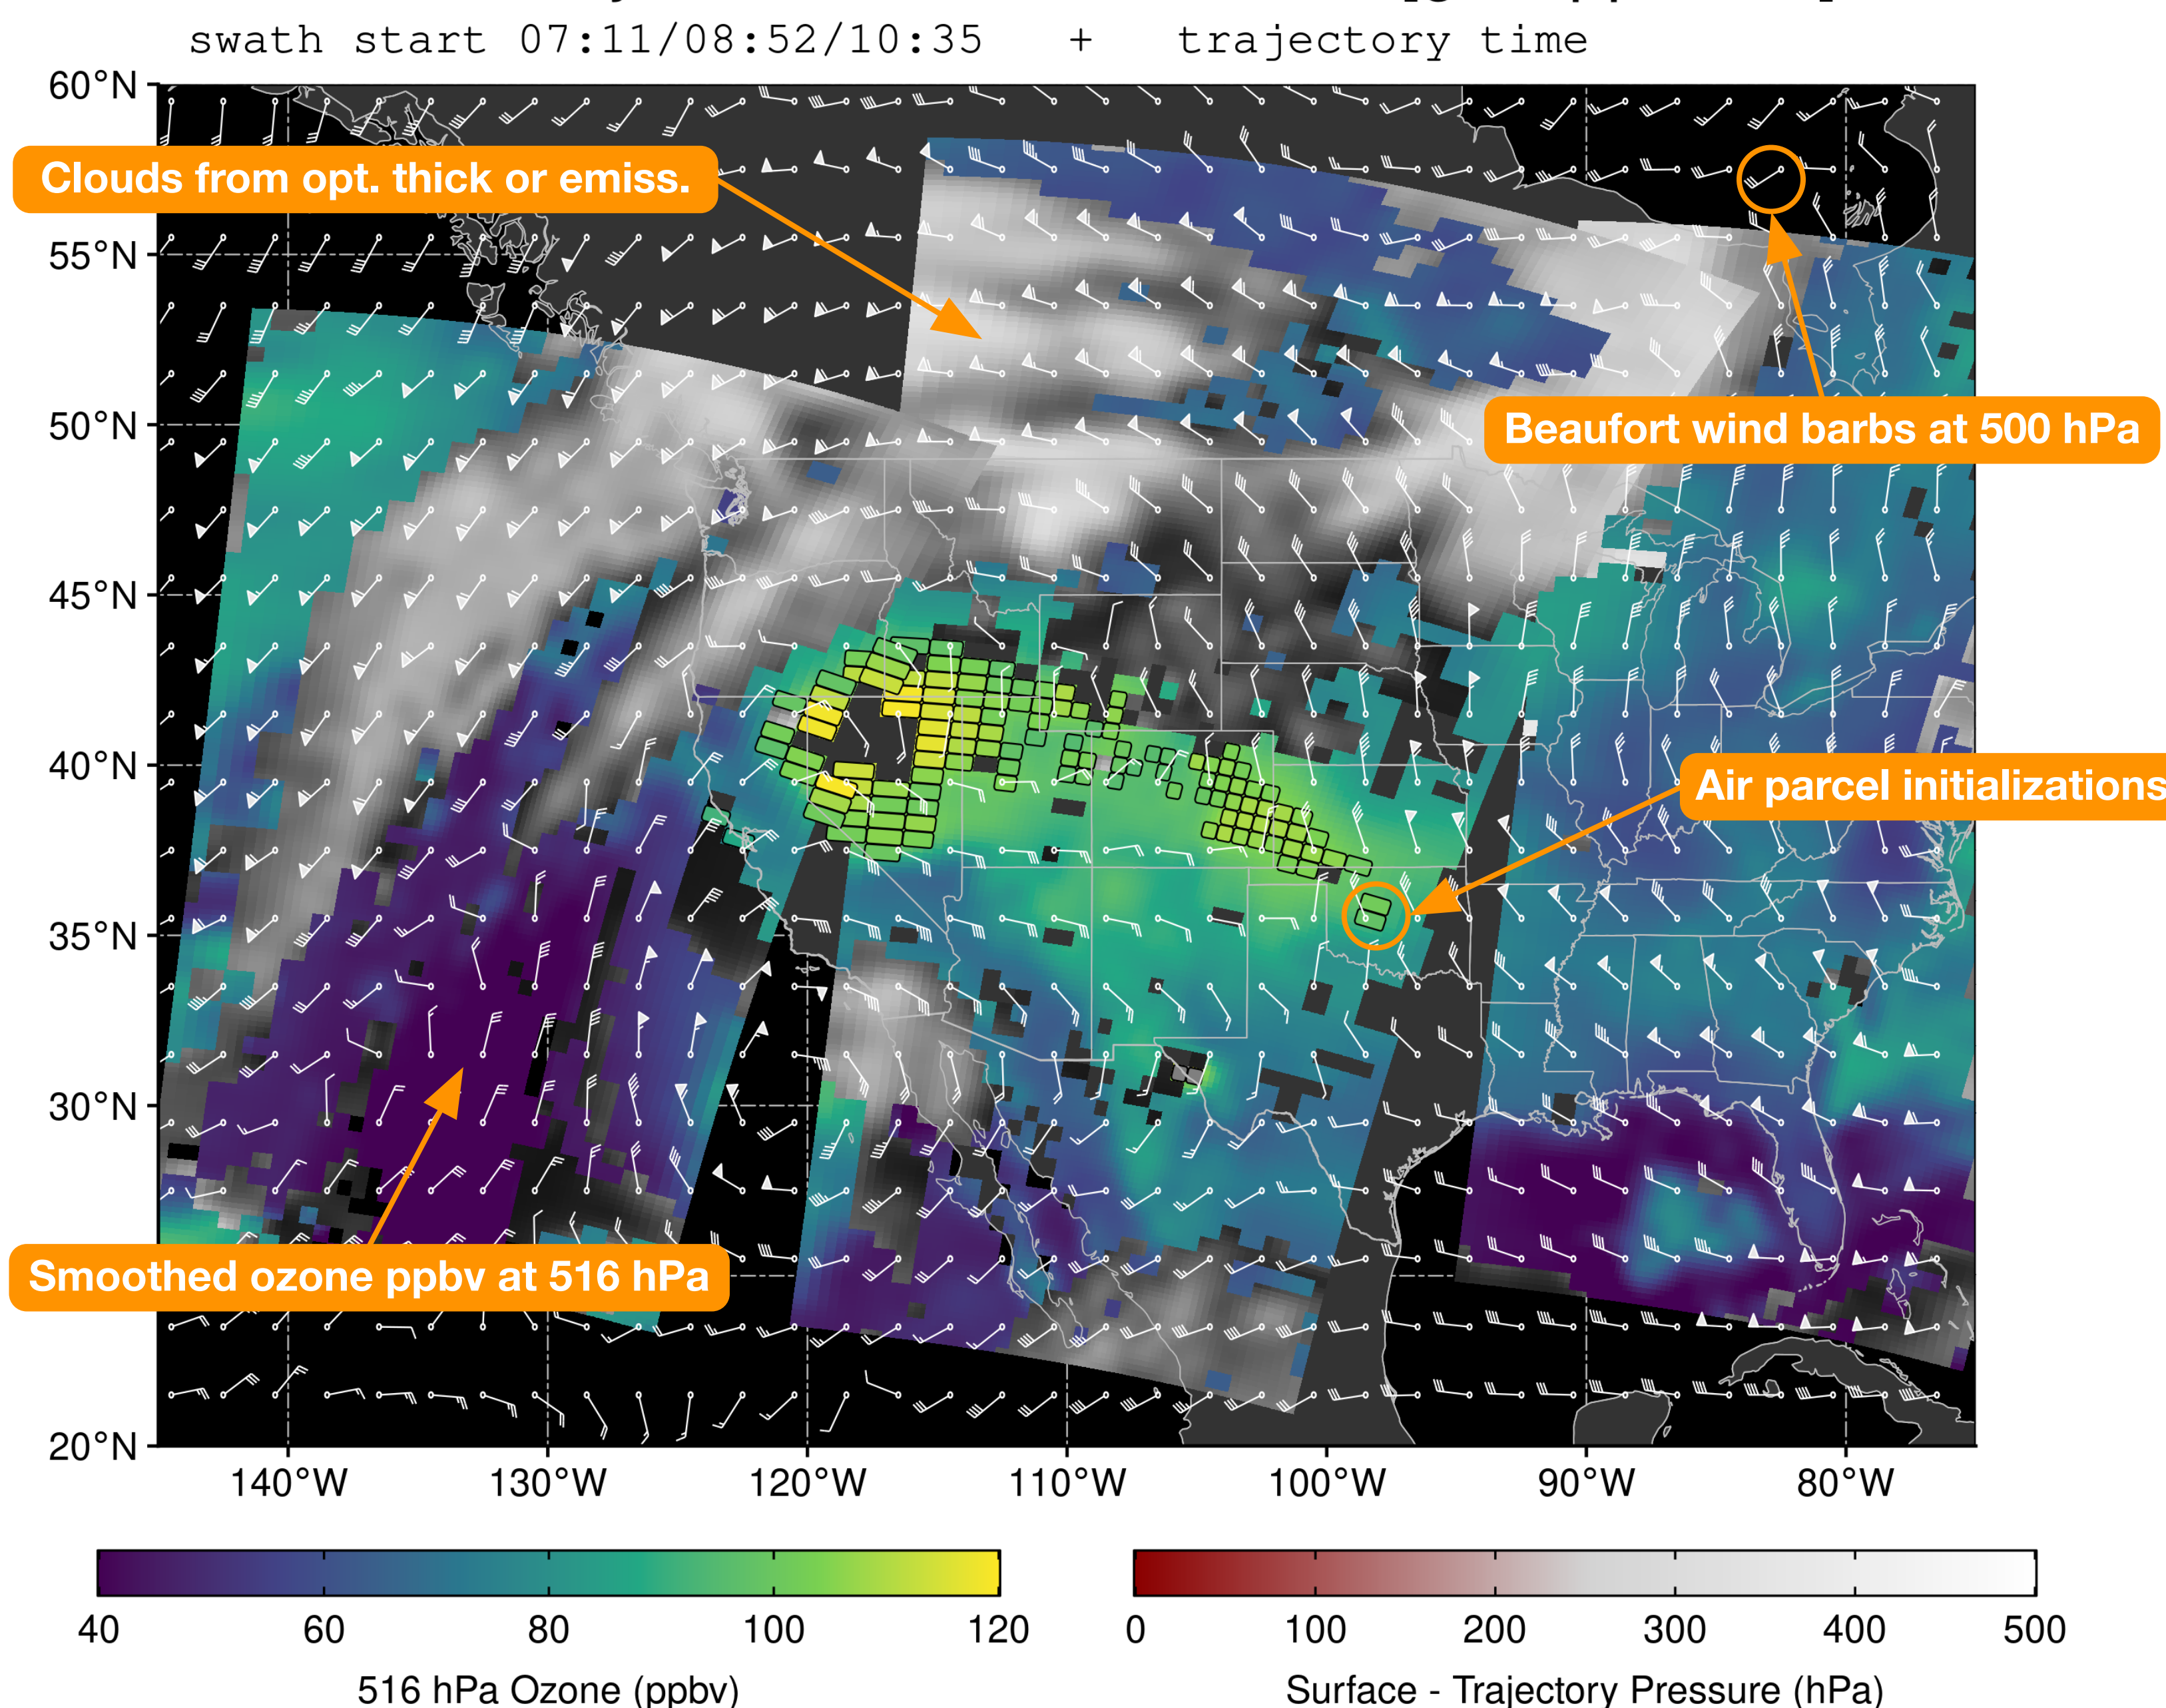 swath start 07:11/08:52/10:35 + trajectory time
60°N
Clouds from opt. thick or emiss.
55°N
50°N
Beaufort wind barbs at 500 hPa
45°N
40°N
Air parcel initializations
35°N
30°N
Smoothed ozone ppbv at 516 hPa
20°N
140°W 130°W 120°W 110°W 100°W 90°W 80°W
40 60 80 100 120
516 hPa Ozone (ppbv)
0 100 200 300 400 500
Surface - Trajectory Pressure (hPa)